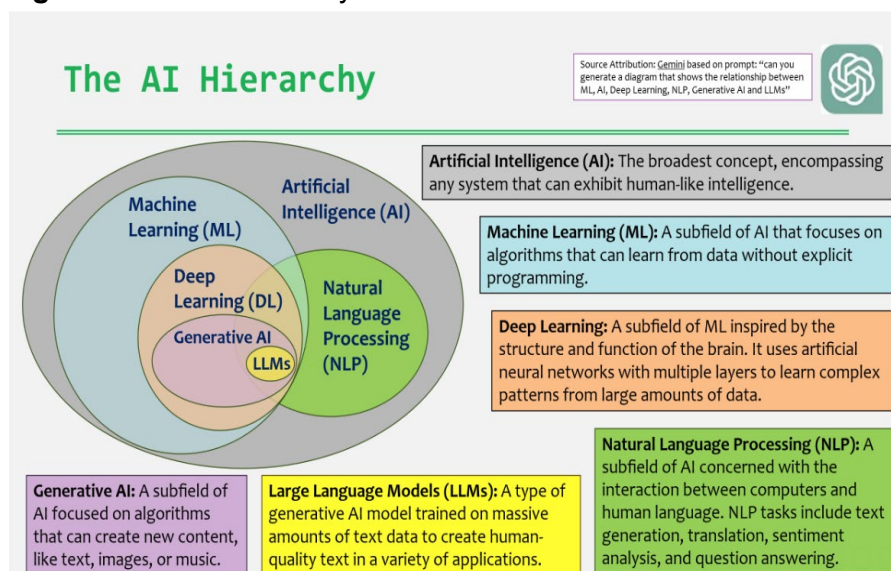 The AI Hierarchy
Source Attribution: Gemini based on prompt: "can you
generate a diagram that shows the relationship between
ML, AI, Deep Learning, NLP, Generative AI and LLMs"
Artificial
Intelligence (AI)
Machine
Learning (ML)
Deep
Learning (DL)
Generative AI
LLMs
Natural
Language
Processing
(NLP)
Artificial Intelligence (AI): The broadest concept, encompassing
any system that can exhibit human-like intelligence.
Machine Learning (ML): A subfield of AI that focuses on
algorithms that can learn from data without explicit
programming.
Deep Learning: A subfield of ML inspired by the
structure and function of the brain. It uses artificial
neural networks with multiple layers to learn complex
patterns from large amounts of data.
Natural Language Processing (NLP): A
subfield of AI concerned with the
interaction between computers and
human language. NLP tasks include text
generation, translation, sentiment
analysis, and question answering.
Generative AI: A subfield of
AI focused on algorithms
that can create new content,
like text, images, or music.
Large Language Models (LLMs): A type of
generative AI model trained on massive
amounts of text data to create human-
quality text in a variety of applications.